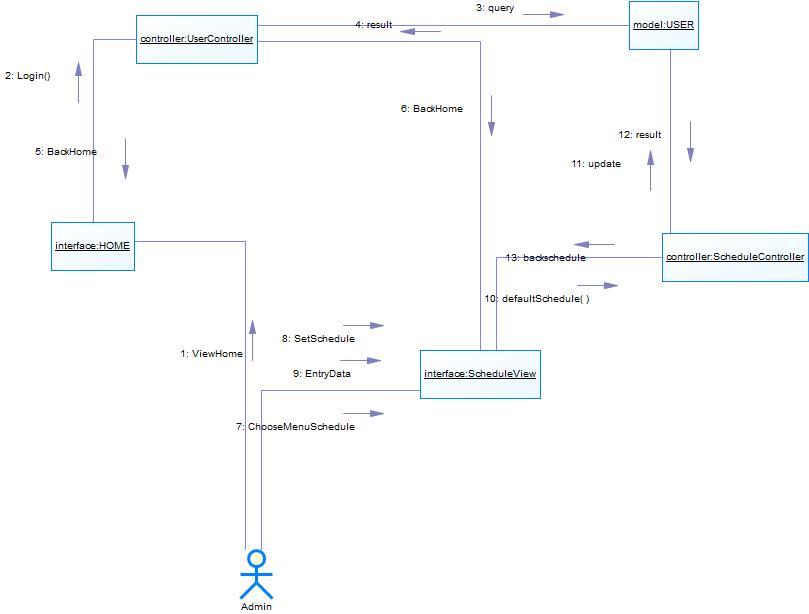 3: query
4: result
model:USER
controller:UserController
2: Login()
6: BackHome
12: result
5: BackHome
11: update
interface:HOME
13: backschedule
controller:ScheduleController
10: defaultSchedule( )
8: SetSchedule
1: ViewHome
9: EntryData
interface:ScheduleView
7: ChooseMenuSchedule
Admin